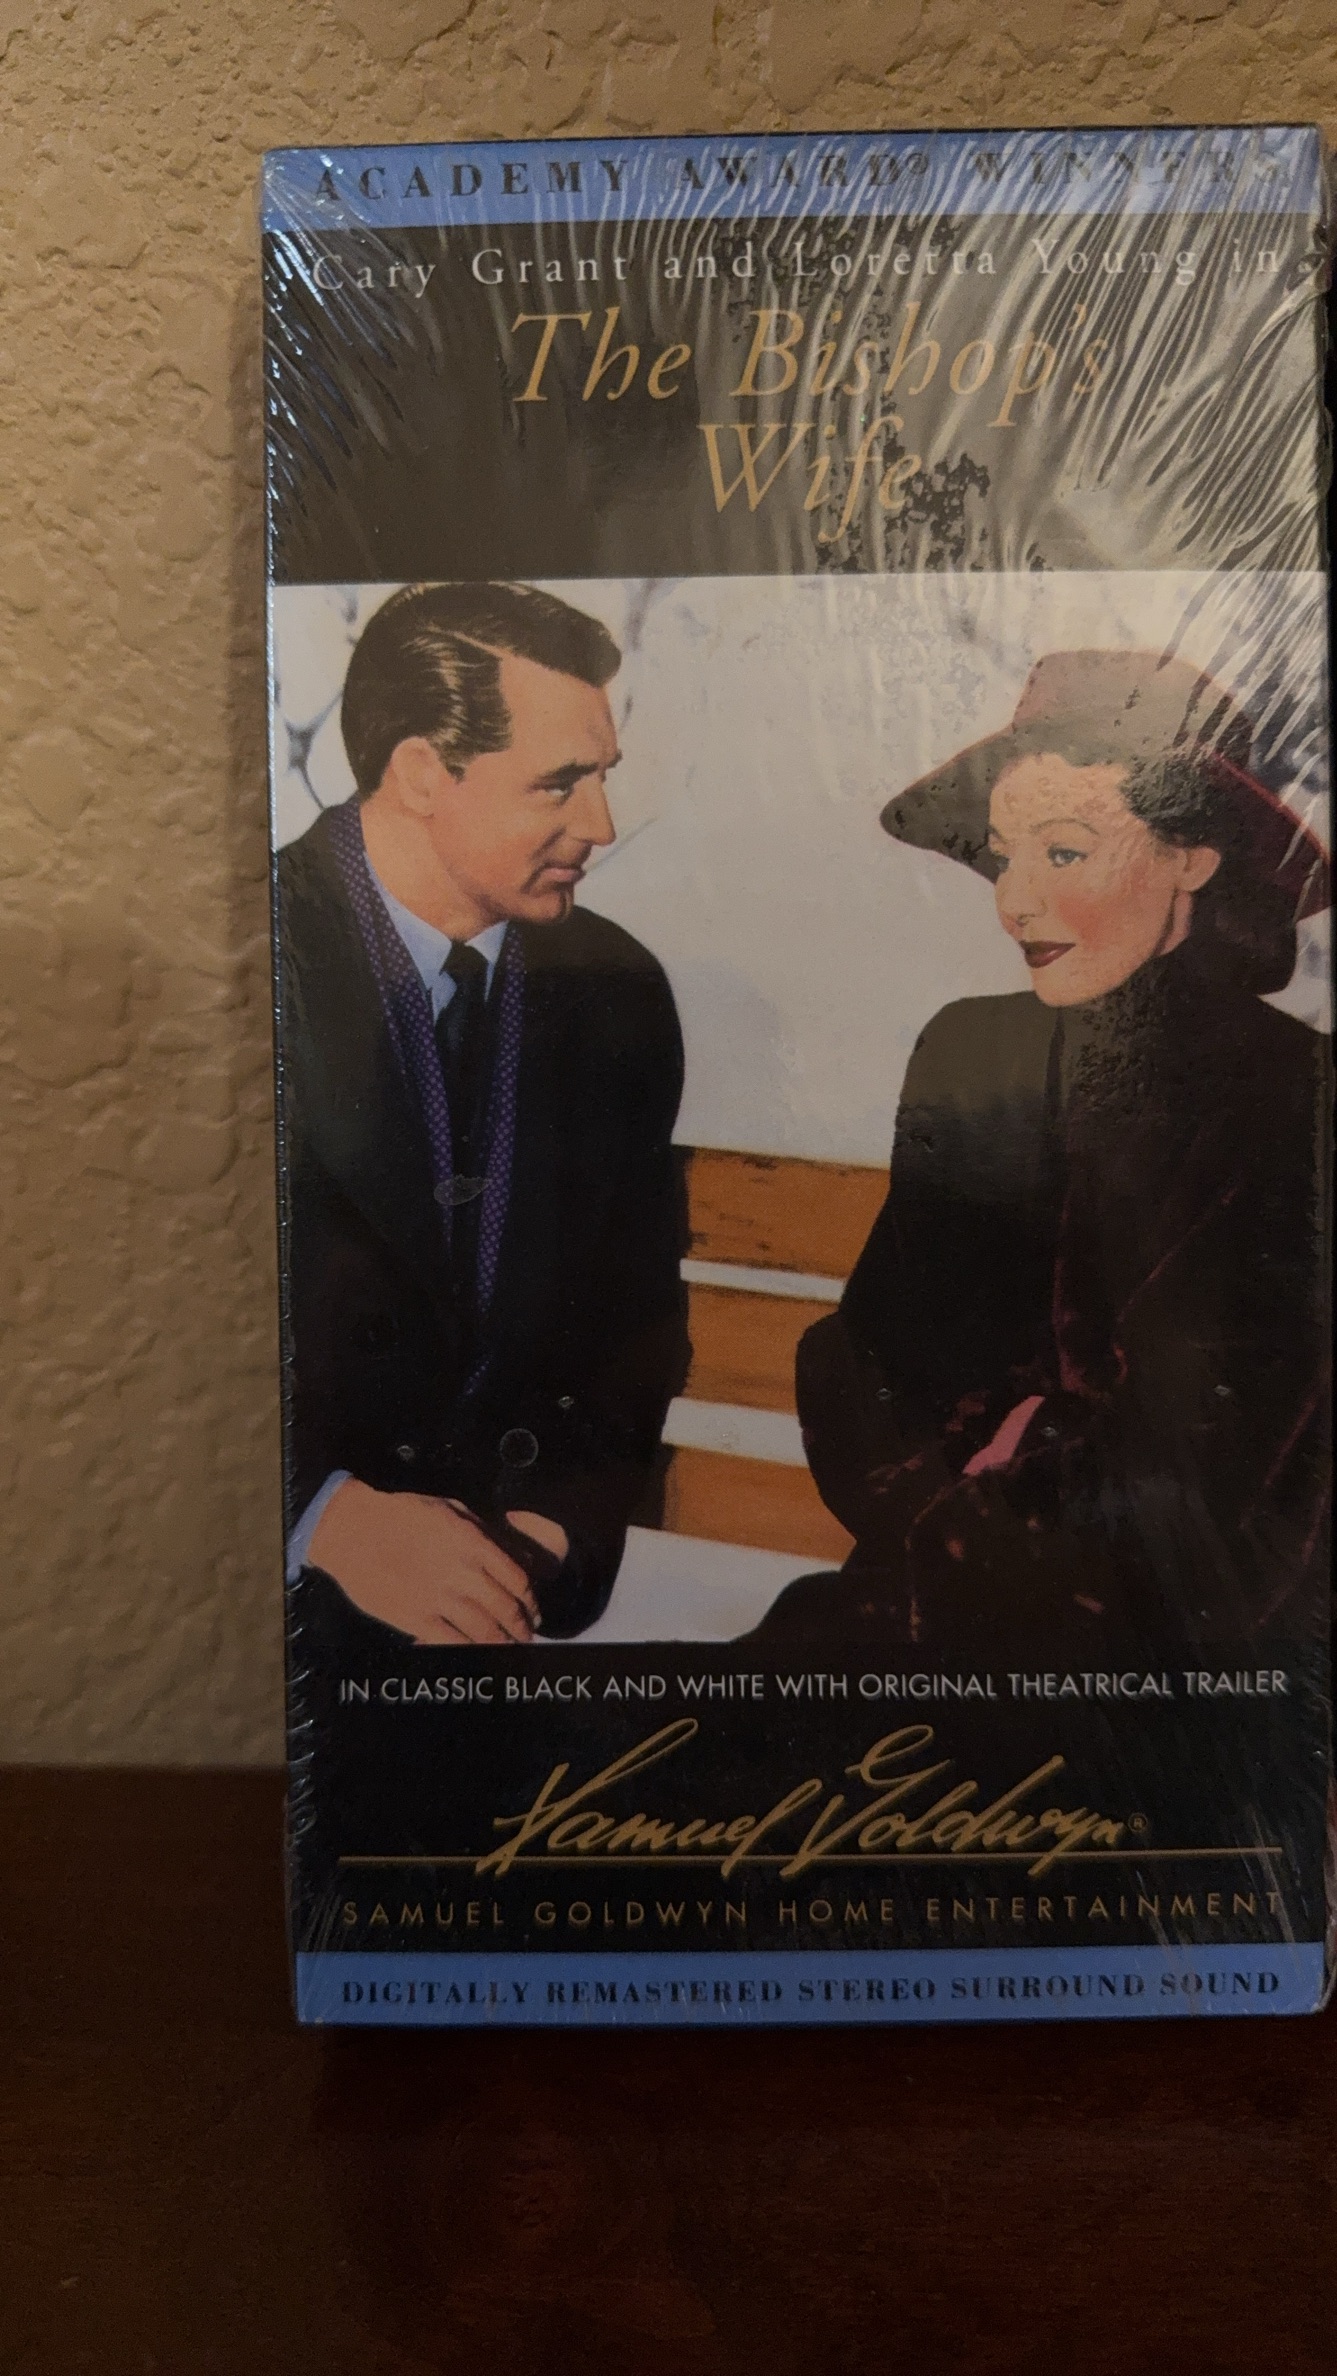 ACADEMY AWARD® WINNER
Cary Grant and Loretta Young in
The Bishop's
Wife
IN CLASSIC BLACK AND WHITE WITH ORIGINAL THEATRICAL TRAILER
Samuel Goldwyn®
SAMUEL GOLDWYN HOME ENTERTAINMENT
DIGITALLY REMASTERED STEREO SURROUND SOUND